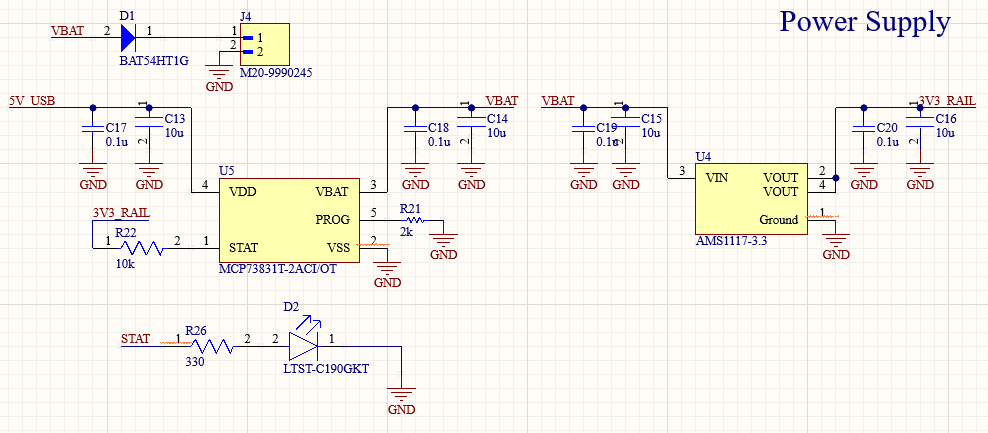 Power Supply
D1
VBAT 2 1
BAT54HT1G
J4
1 1
2 2
M20-9990245
GND
5V_USB
C17
0.1u
GND
1
C13
10u
2
GND
U5
4 VDD VBAT 3
PROG 5
1 STAT VSS 2
MCP73831T-2ACI/OT
3V3_RAIL
R22
1 2
10k
R21
2k
GND
GND
VBAT
C18
0.1u
GND
1
C14
10u
2
GND
VBAT
C19
0.1u
GND
1
C15
10u
2
GND
U4
3 VIN VOUT 2
VOUT 4
Ground 1
AMS1117-3.3
GND
3V3_RAIL
C20
0.1u
GND
1
C16
10u
2
GND
STAT
R26
1 2
330
D2
2 1
LTST-C190GKT
GND